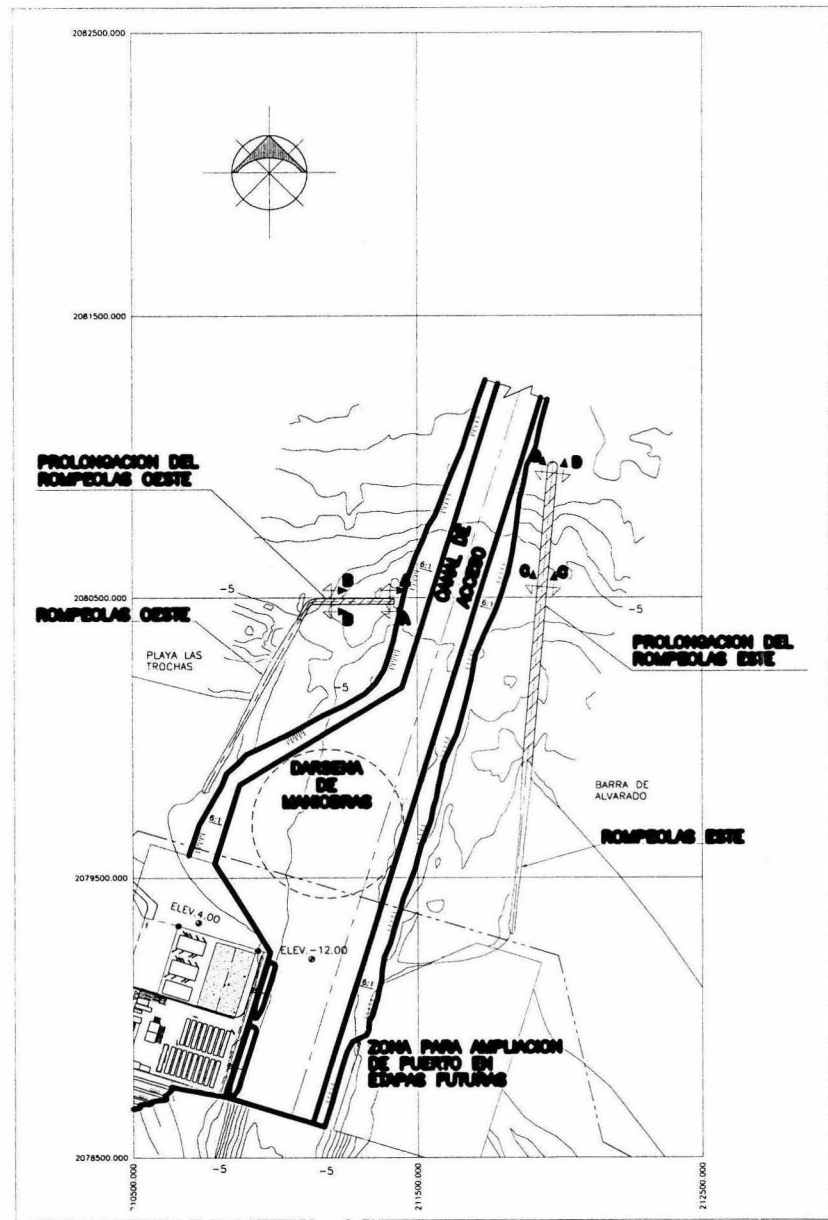 2082500.000
2081500.000
PROLONGACION DEL
ROMPEOLAS OESTE
D
CANAL DE
ACCESO
6:1
B
B
A
G
G
2080500.000
-5
-5
ROMPEOLAS OESTE
6:1
PROLONGACION DEL
ROMPEOLAS ESTE
PLAYA LAS
TROCHAS
-5
DARSENA
DE
MANIOBRAS
BARRA DE
ALVARADO
6:1
ROMPEOLAS ESTE
2079500.000
ELEV.4.00
ELEV.-12.00
6:1
ZONA PARA AMPLIACION
DE PUERTO EN
ETAPAS FUTURAS
2078500.000
210500.000
-5
-5
211500.000
212500.000